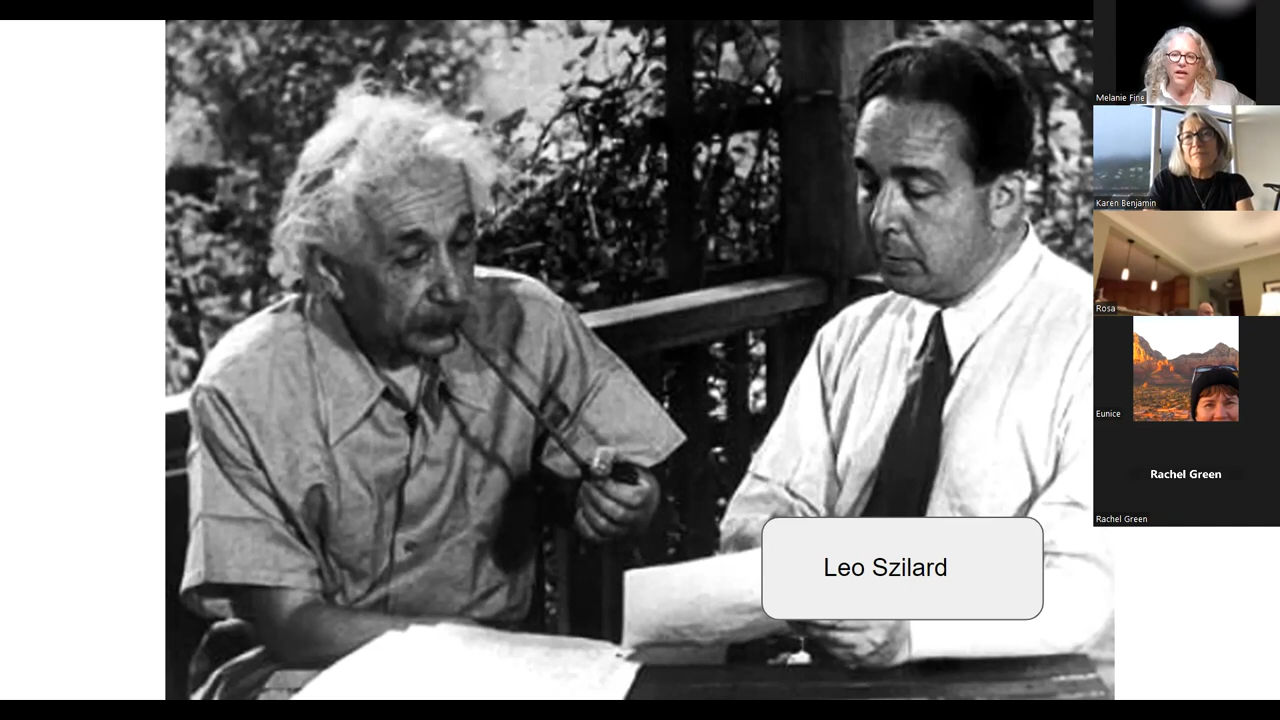 Melanie Fine
Karen Benjamin
Rosa
Eunice
Rachel Green
Rachel Green
Leo Szilard